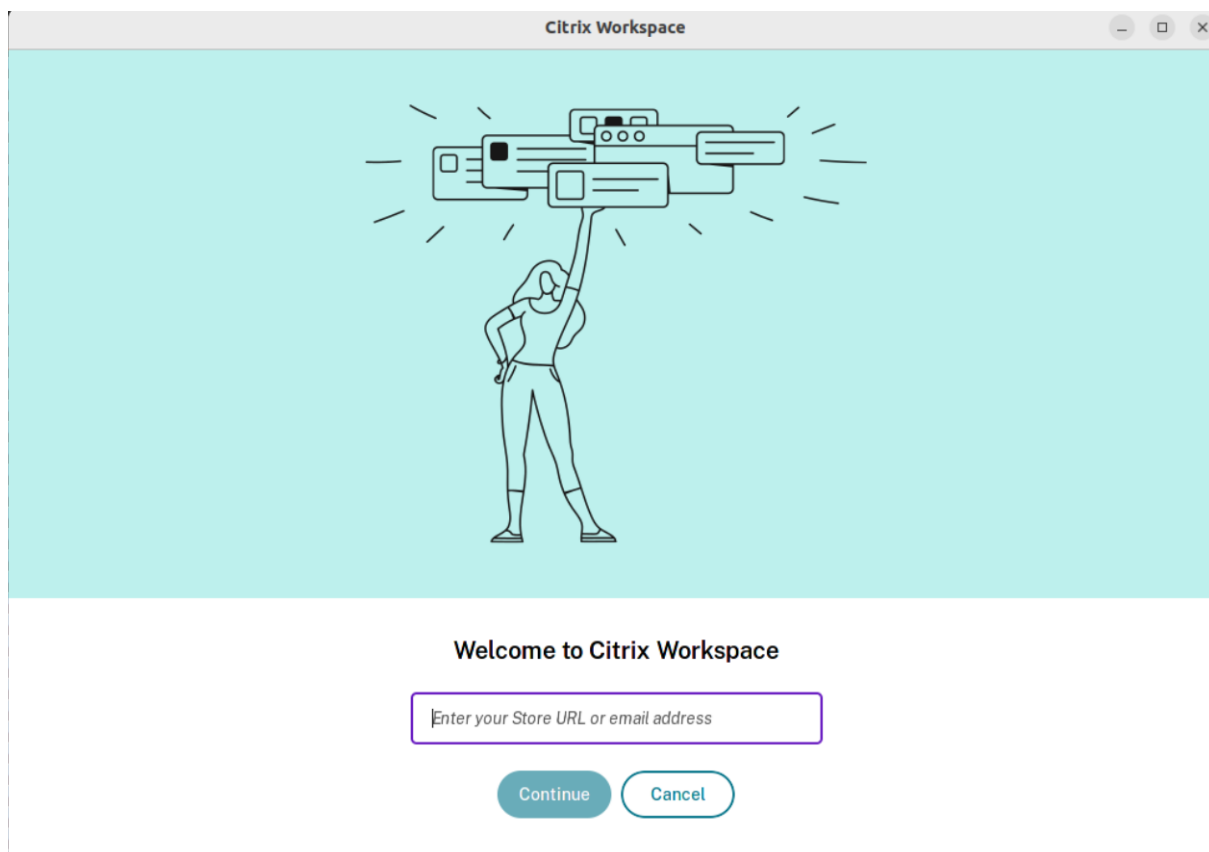 Citrix Workspace
Welcome to Citrix Workspace
Enter your Store URL or email address
Continue
Cancel